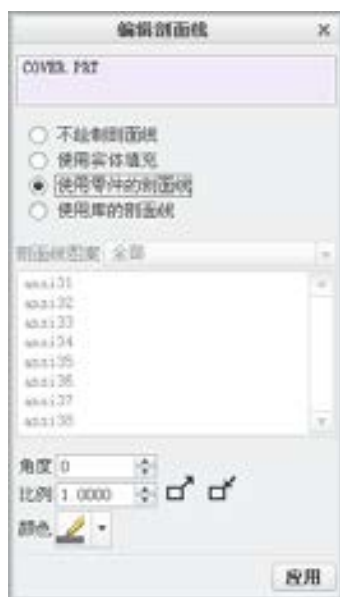 编辑剖面线
COVER.PRT
不绘制剖面线
使用实体填充
使用零件的剖面线
使用库的剖面线
剖面线图案 全部
ansi31
ansi32
ansi33
ansi34
ansi35
ansi36
ansi37
ansi38
角度 0
比例 1.0000
颜色
应用